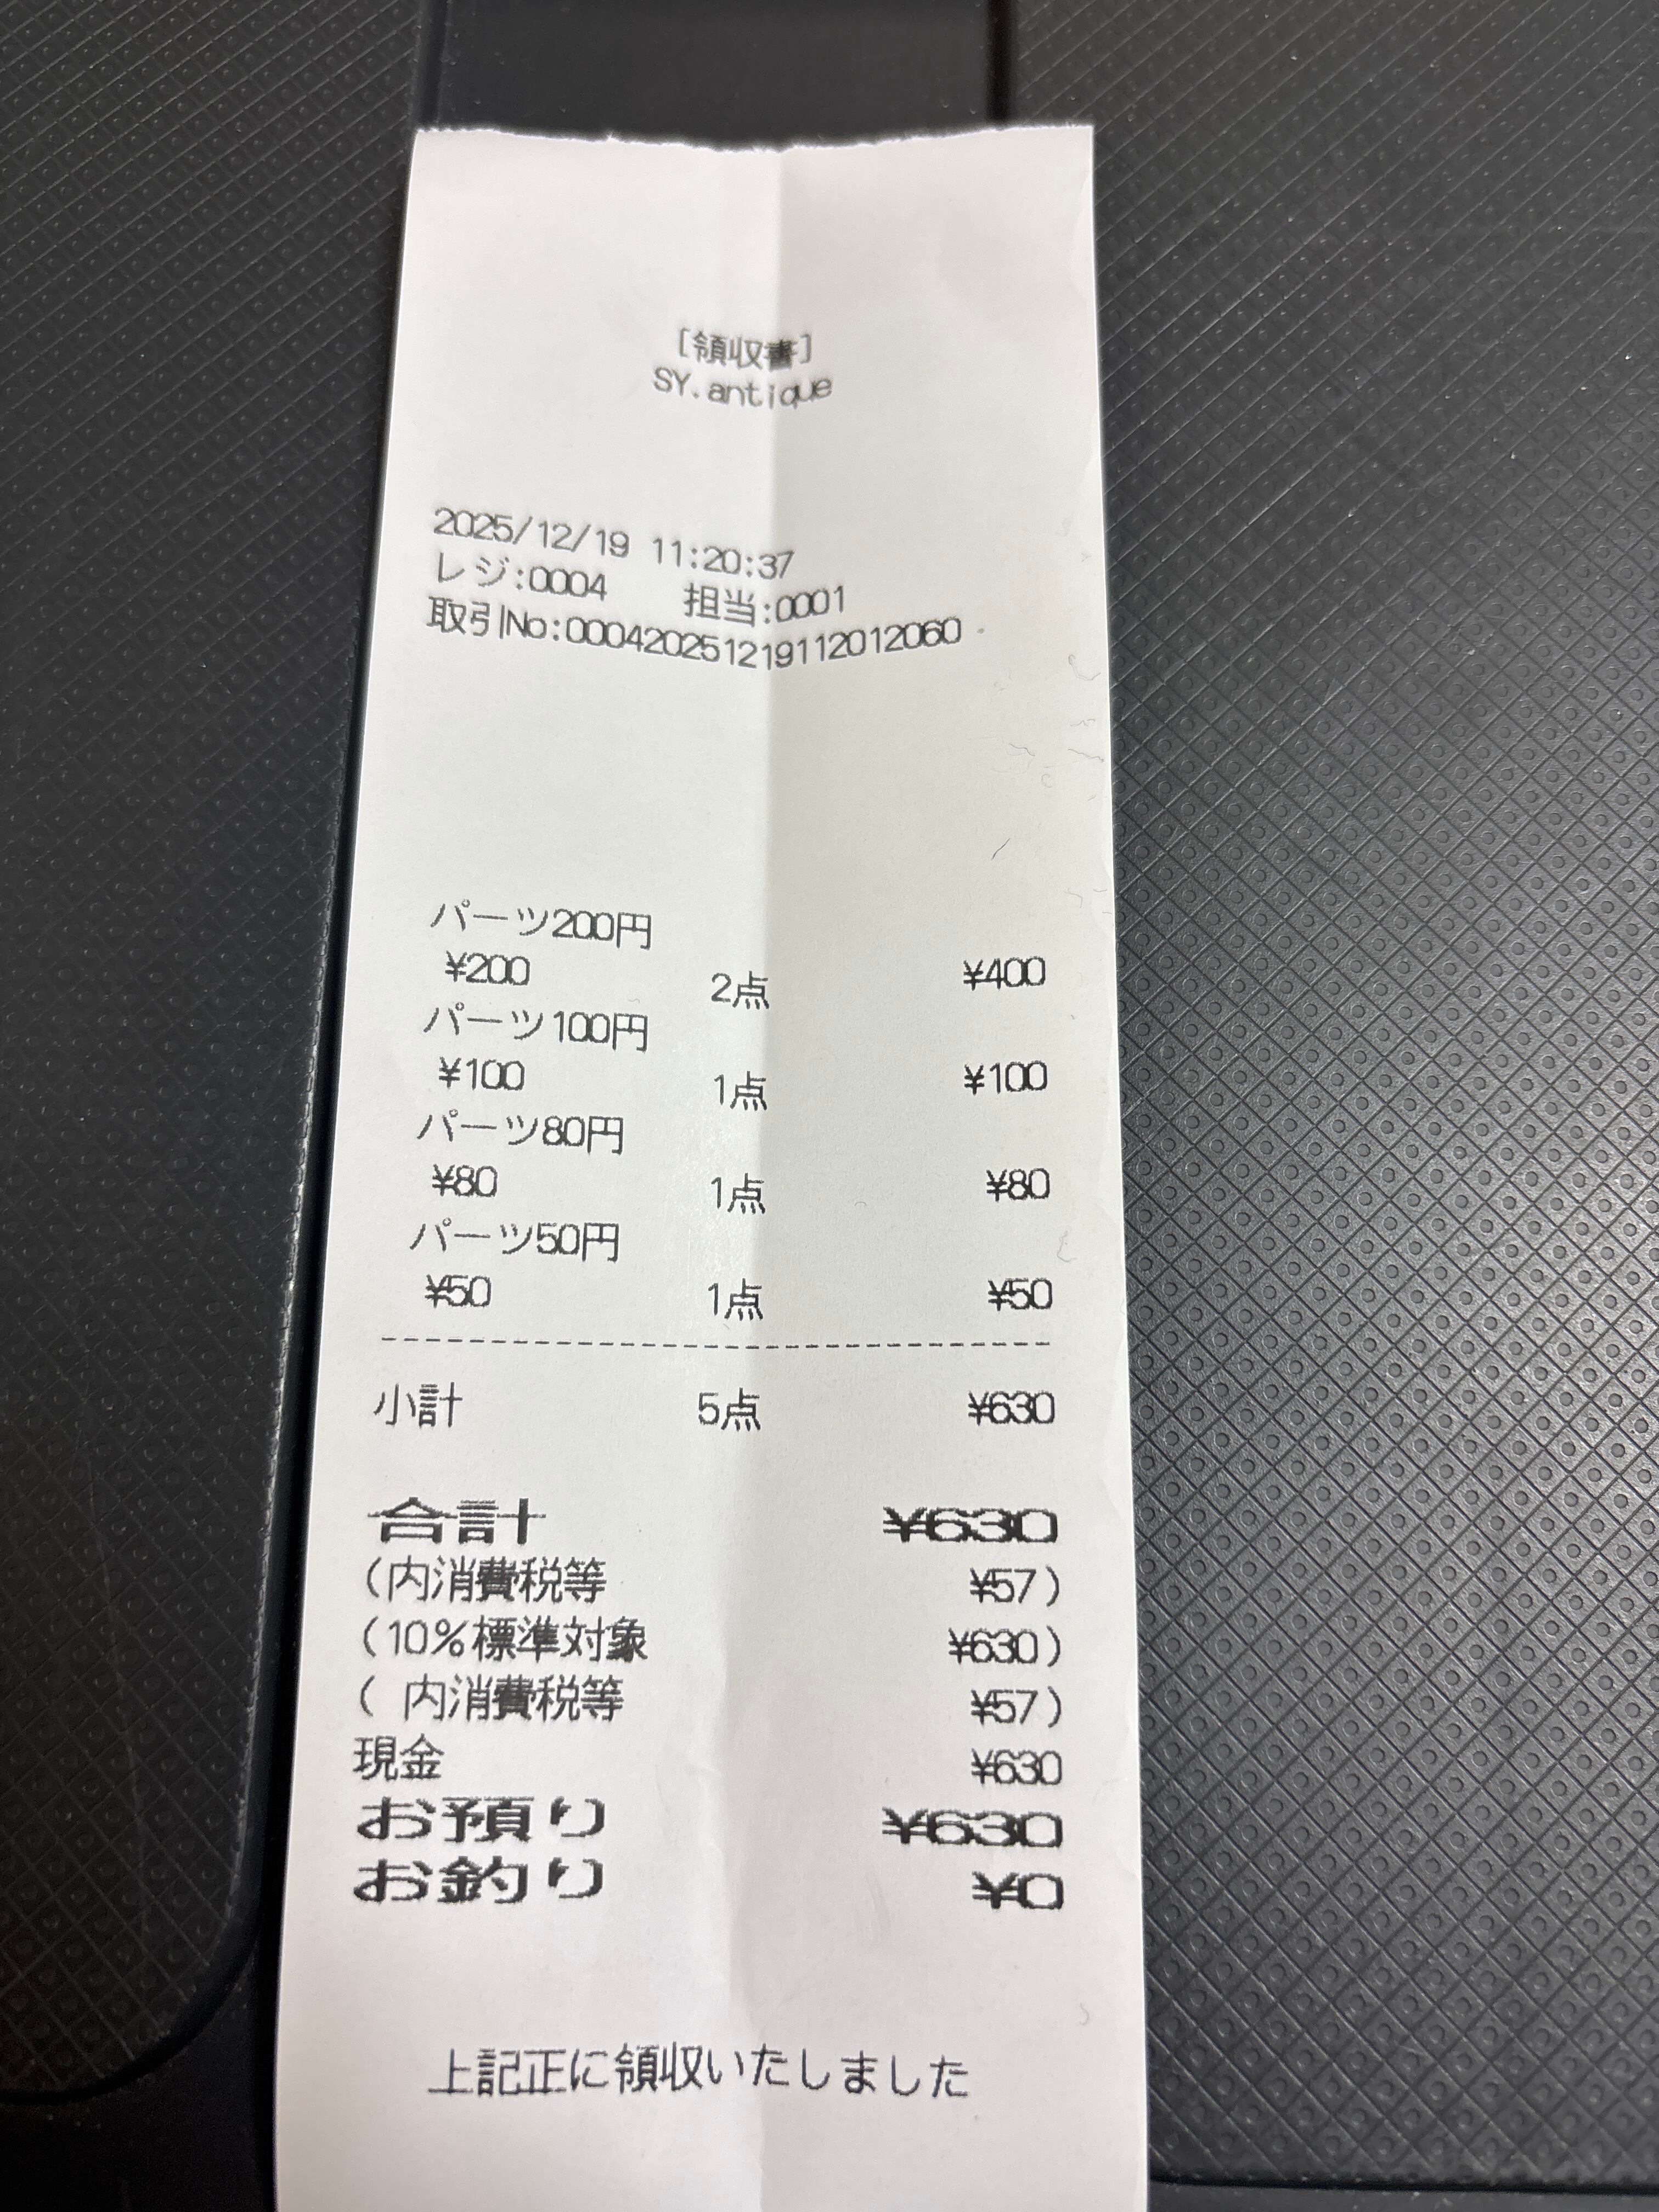 [領収書]
SY.antique
2025/12/19 11:20:37
レジ:0004 担当:0001
取引No:00042025121911201​2060
パーツ200円
¥200 2点 ¥400
パーツ100円
¥100 1点 ¥100
パーツ80円
¥80 1点 ¥80
パーツ50円
¥50 1点 ¥50
小計 5点 ¥630
合計 ¥630
(内消費税等 ¥57)
(10%標準対象 ¥630)
( 内消費税等 ¥57)
現金 ¥630
お預り ¥630
お釣り ¥0
上記正に領収いたしました